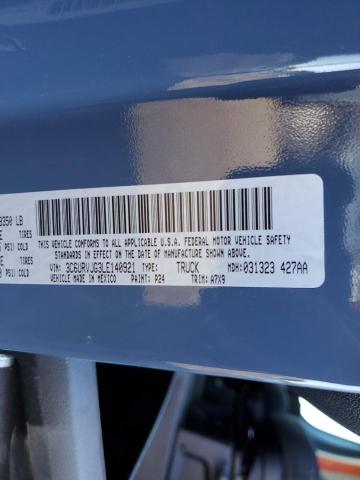 9350 LB
TIRES
PSI) COLD
TIRES
PSI) COLD
THIS VEHICLE CONFORMS TO ALL APPLICABLE U.S.A. FEDERAL MOTOR VEHICLE SAFETY
STANDARDS IN EFFECT ON THE DATE OF MANUFACTURE SHOWN ABOVE
VIN: 3C6URVJG3LE140921 TYPE: TRUCK MDH: 031323 427AA
VEHICLE MADE IN MEXICO PAINT: P24 TRIM: A7X9